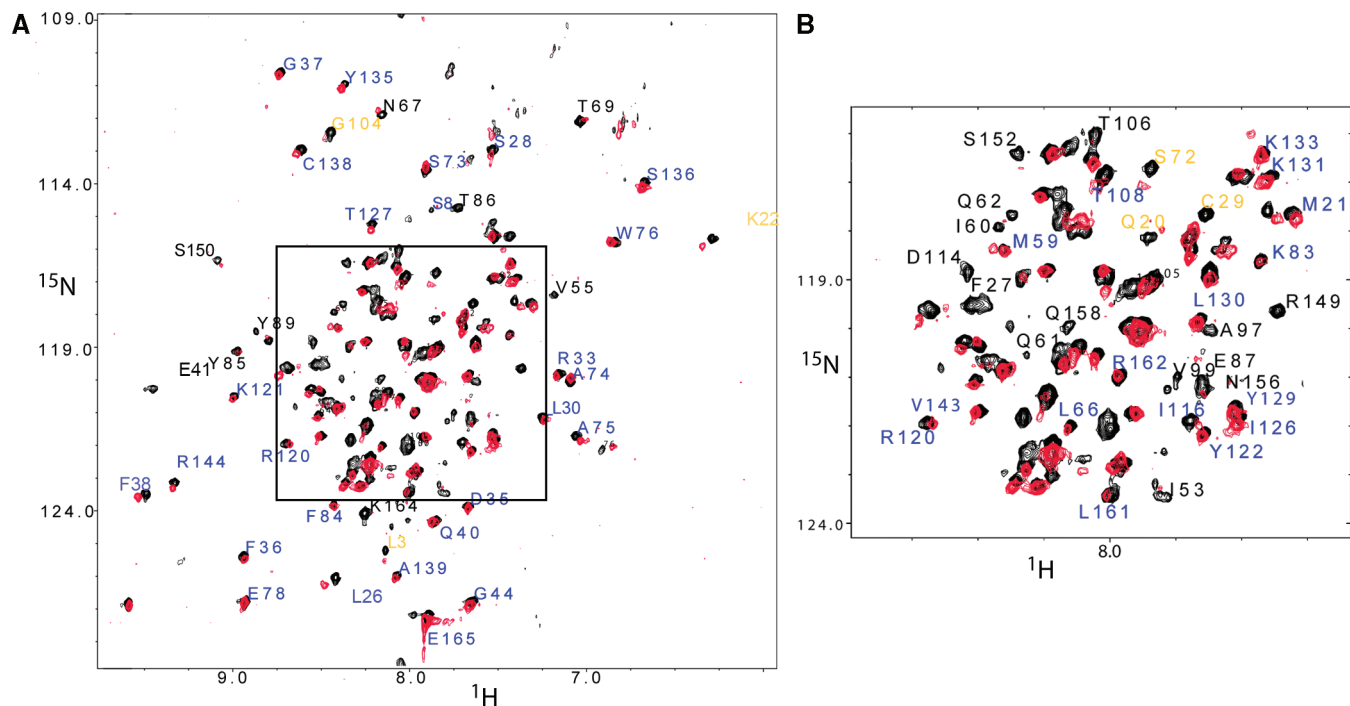 A
109.0
G37
Y135
N67
G104
T69
C138
S73
S28
S136
114.0
S8
T86
T127
K22
W76
S150
15N
V55
Y89
119.0
Y85
E41
K121
R33
A74
L30
A75
76
R120
R144
F38
D35
F84
K164
Q40
124.0
L3
F36
A139
L26
E78
G44
E165
9.0
8.0
7.0
1H
B
T106
S152
K133
S72
K131
T108
Q62
C29
M21
I60
Q20
M59
K83
D114
119.0
F27
05
L130
R149
Q158
A97
Q61
15N
R162
E87
V99
N156
V143
L66
I116
Y129
I126
R120
Y122
I53
L161
124.0
8.0
1H